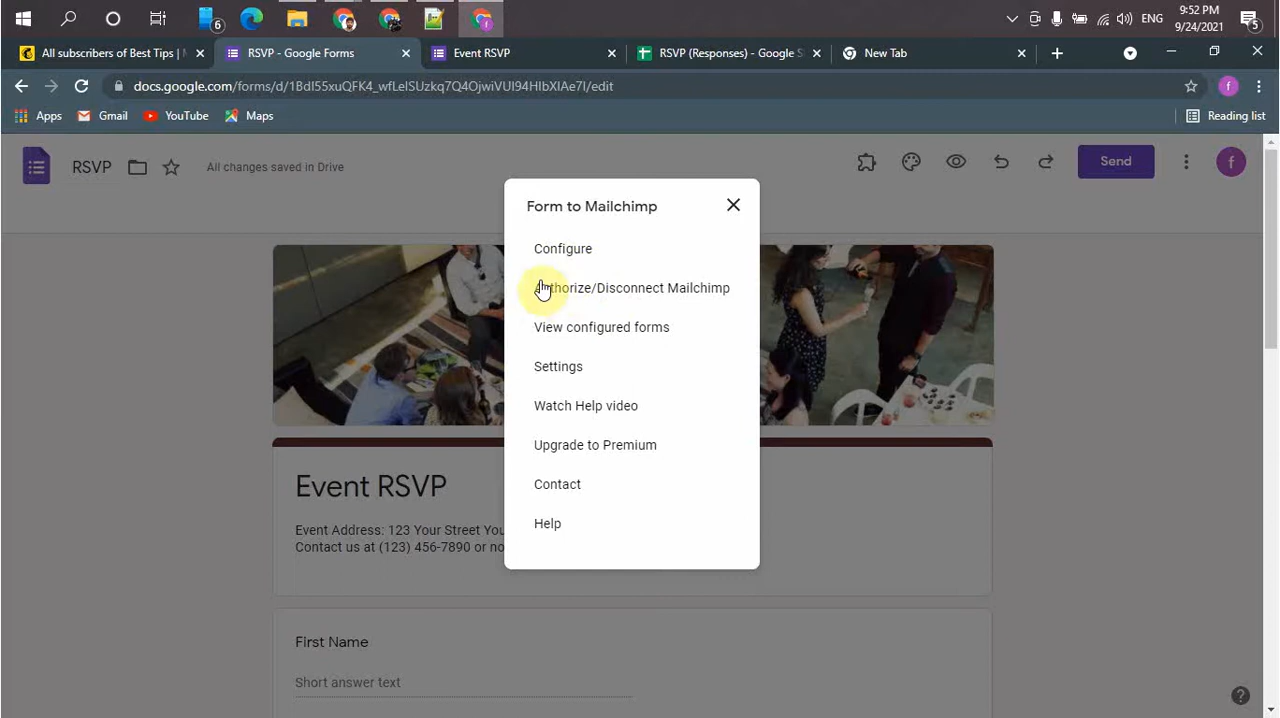 6
ENG
9:52 PM
9/24/2021
5
All subscribers of Best Tips | M
RSVP - Google Forms
Event RSVP
RSVP (Responses) - Google S
New Tab
docs.google.com/forms/d/1BdI55xuQFK4_wfLelSUzkq7Q4OjwiVUI94HIbXIAe7I/edit
f
Apps
Gmail
YouTube
Maps
Reading list
RSVP
All changes saved in Drive
Send
f
Form to Mailchimp
Configure
Authorize/Disconnect Mailchimp
View configured forms
Settings
Watch Help video
Upgrade to Premium
Contact
Help
Event RSVP
Event Address: 123 Your Street You
Contact us at (123) 456-7890 or no
First Name
Short answer text